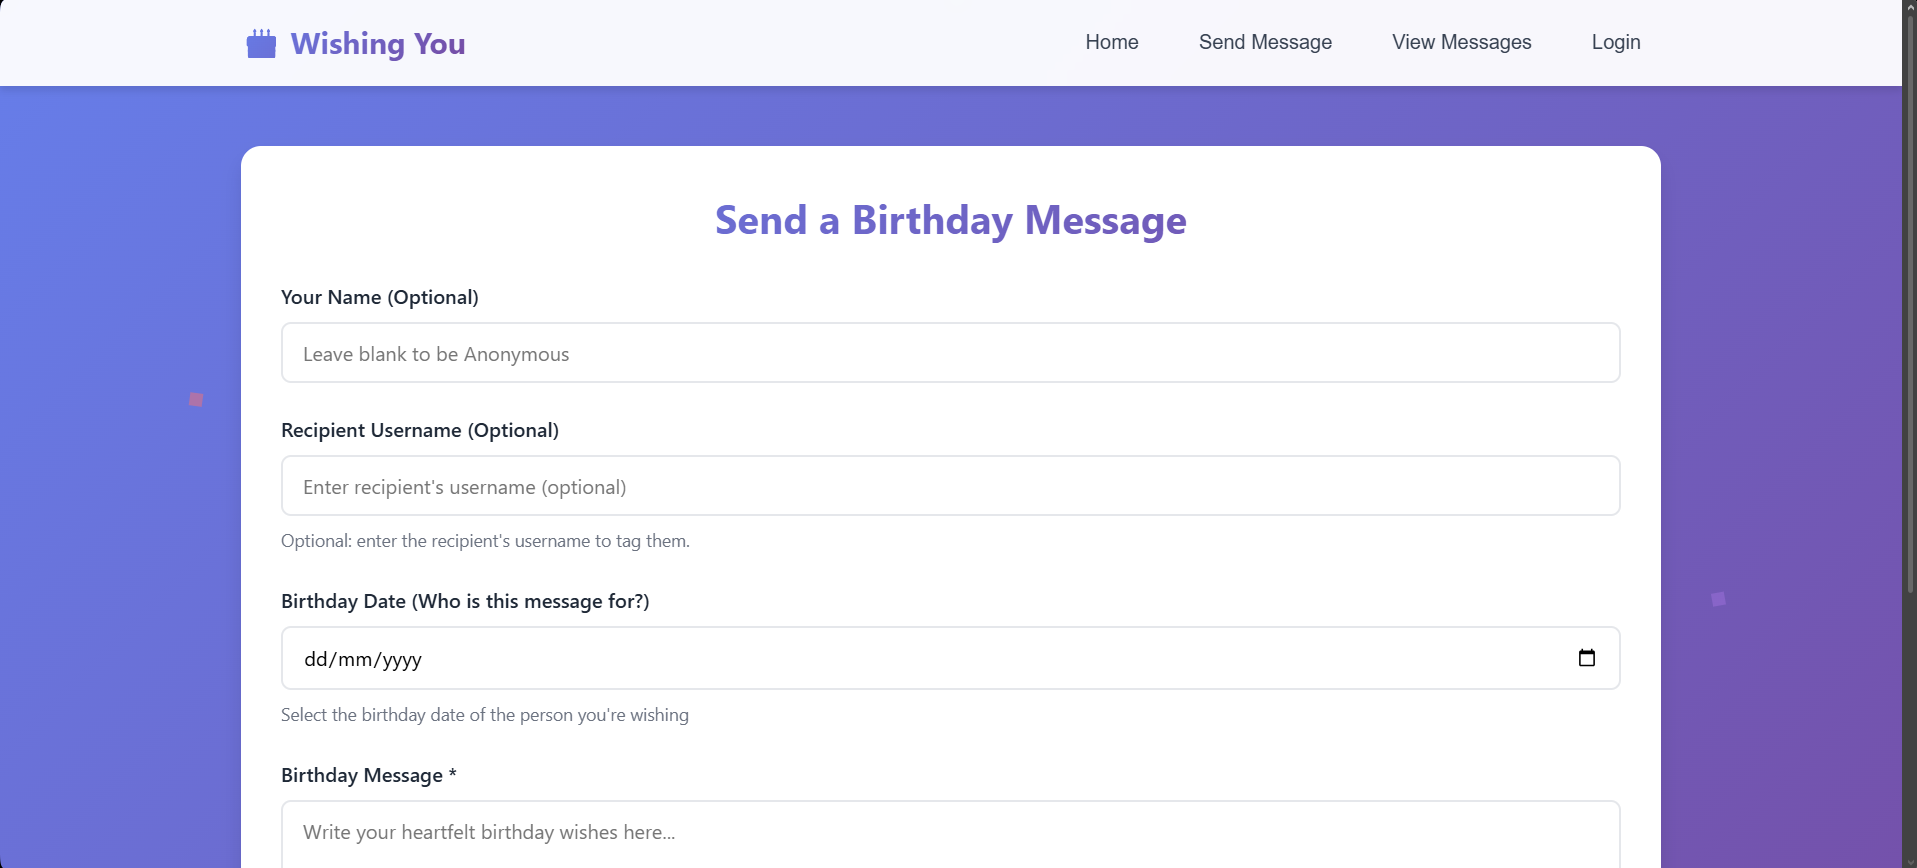 Wishing You
Home
Send Message
View Messages
Login
Send a Birthday Message
Your Name (Optional)
Leave blank to be Anonymous
Recipient Username (Optional)
Enter recipient's username (optional)
Optional: enter the recipient's username to tag them.
Birthday Date (Who is this message for?)
dd/mm/yyyy
Select the birthday date of the person you're wishing
Birthday Message *
Write your heartfelt birthday wishes here...